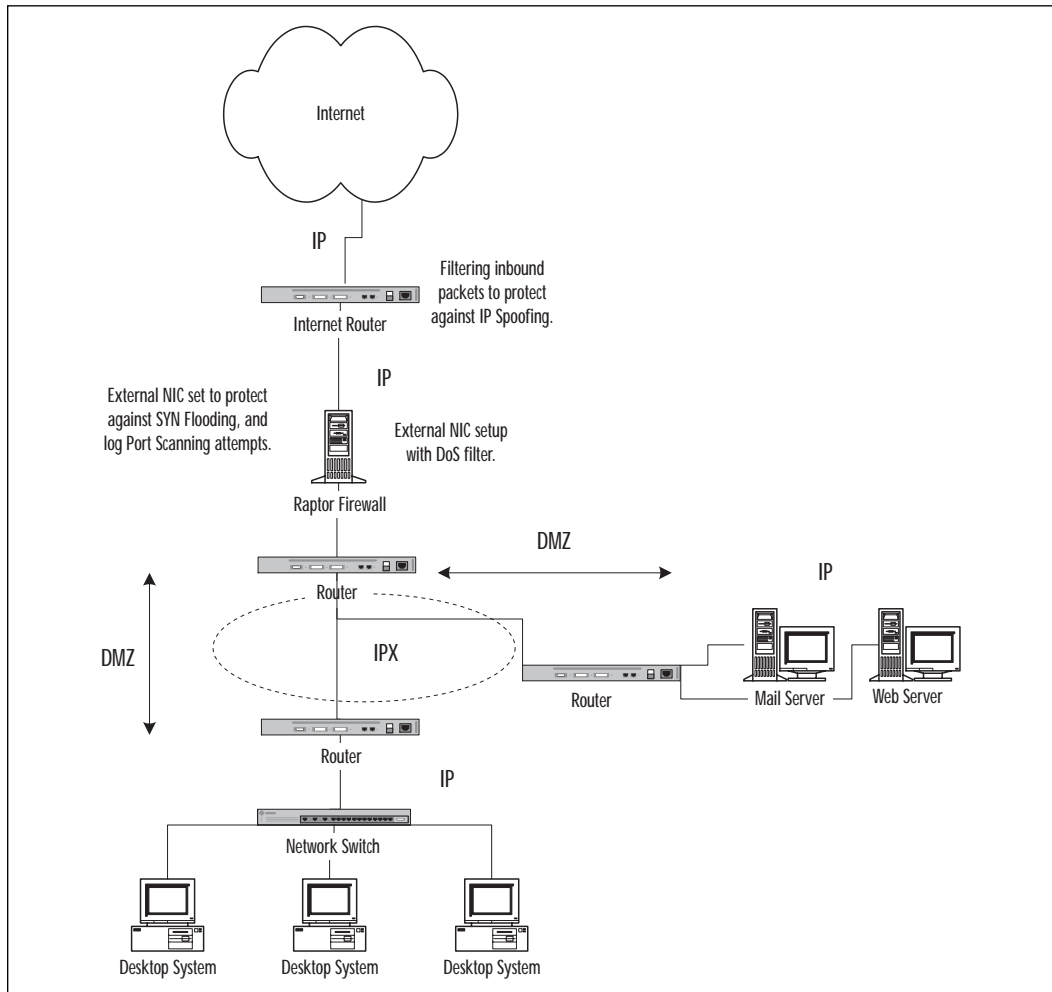 Internet
IP
Filtering inbound
packets to protect
against IP Spoofing.
Internet Router
IP
External NIC set to protect
against SYN Flooding, and
log Port Scanning attempts.
External NIC setup
with DoS filter.
Raptor Firewall
DMZ
IP
Router
DMZ
IPX
Router
Mail Server
Web Server
Router
IP
Network Switch
Desktop System
Desktop System
Desktop System